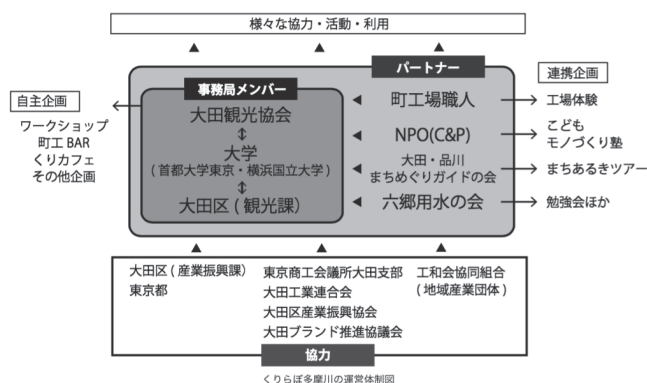 様々な協力・活動・利用
パートナー
連携企画
自主企画
事務局メンバー
大田観光協会
大学
(首都大学東京・横浜国立大学)
大田区(観光課)
町工場職人
NPO(C&P)
大田・品川
まちめぐりガイドの会
六郷用水の会
工場体験
こども
モノづくり塾
まちあるきツアー
勉強会ほか
ワークショップ
町工BAR
くりカフェ
その他企画
大田区(産業振興課)
東京都
東京商工会議所大田支部
大田工業連合会
大田区産業振興協会
大田ブランド推進協議会
工和会協同組合
(地域産業団体)
協力
くりらぼ多摩川の運営体制図